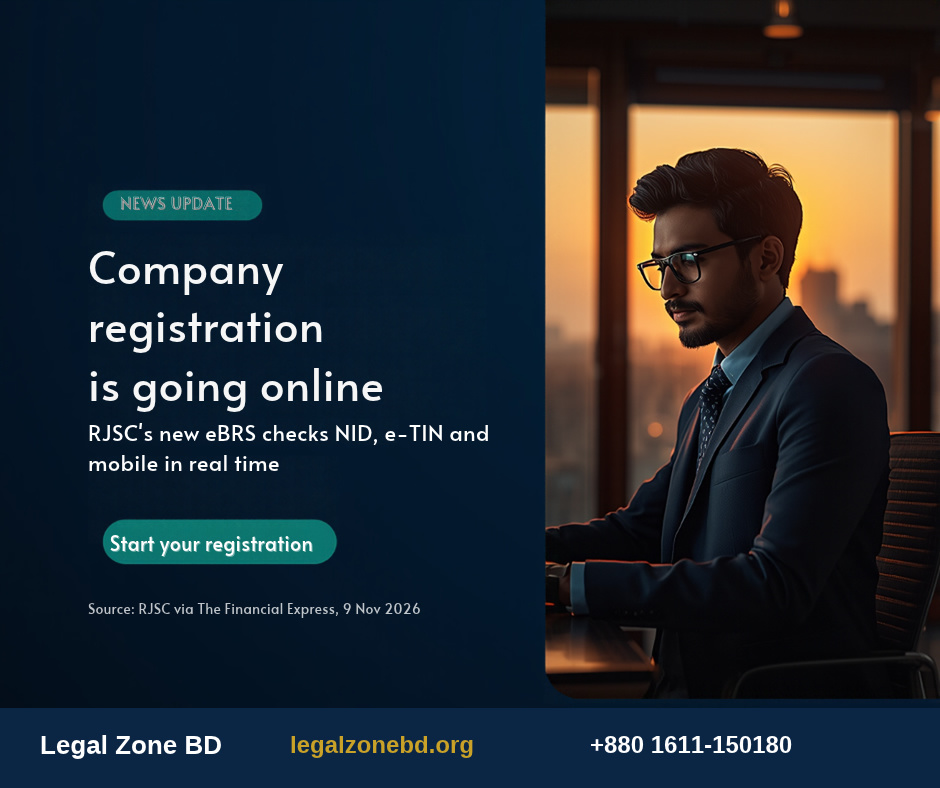 NEWS UPDATE
Company
registration
is going online
RJSC's new eBRS checks NID, e-TIN and
mobile in real time
Start your registration
Source: RJSC via The Financial Express, 9 Nov 2026
Legal Zone BD
legalzonebd.org
+880 1611-150180